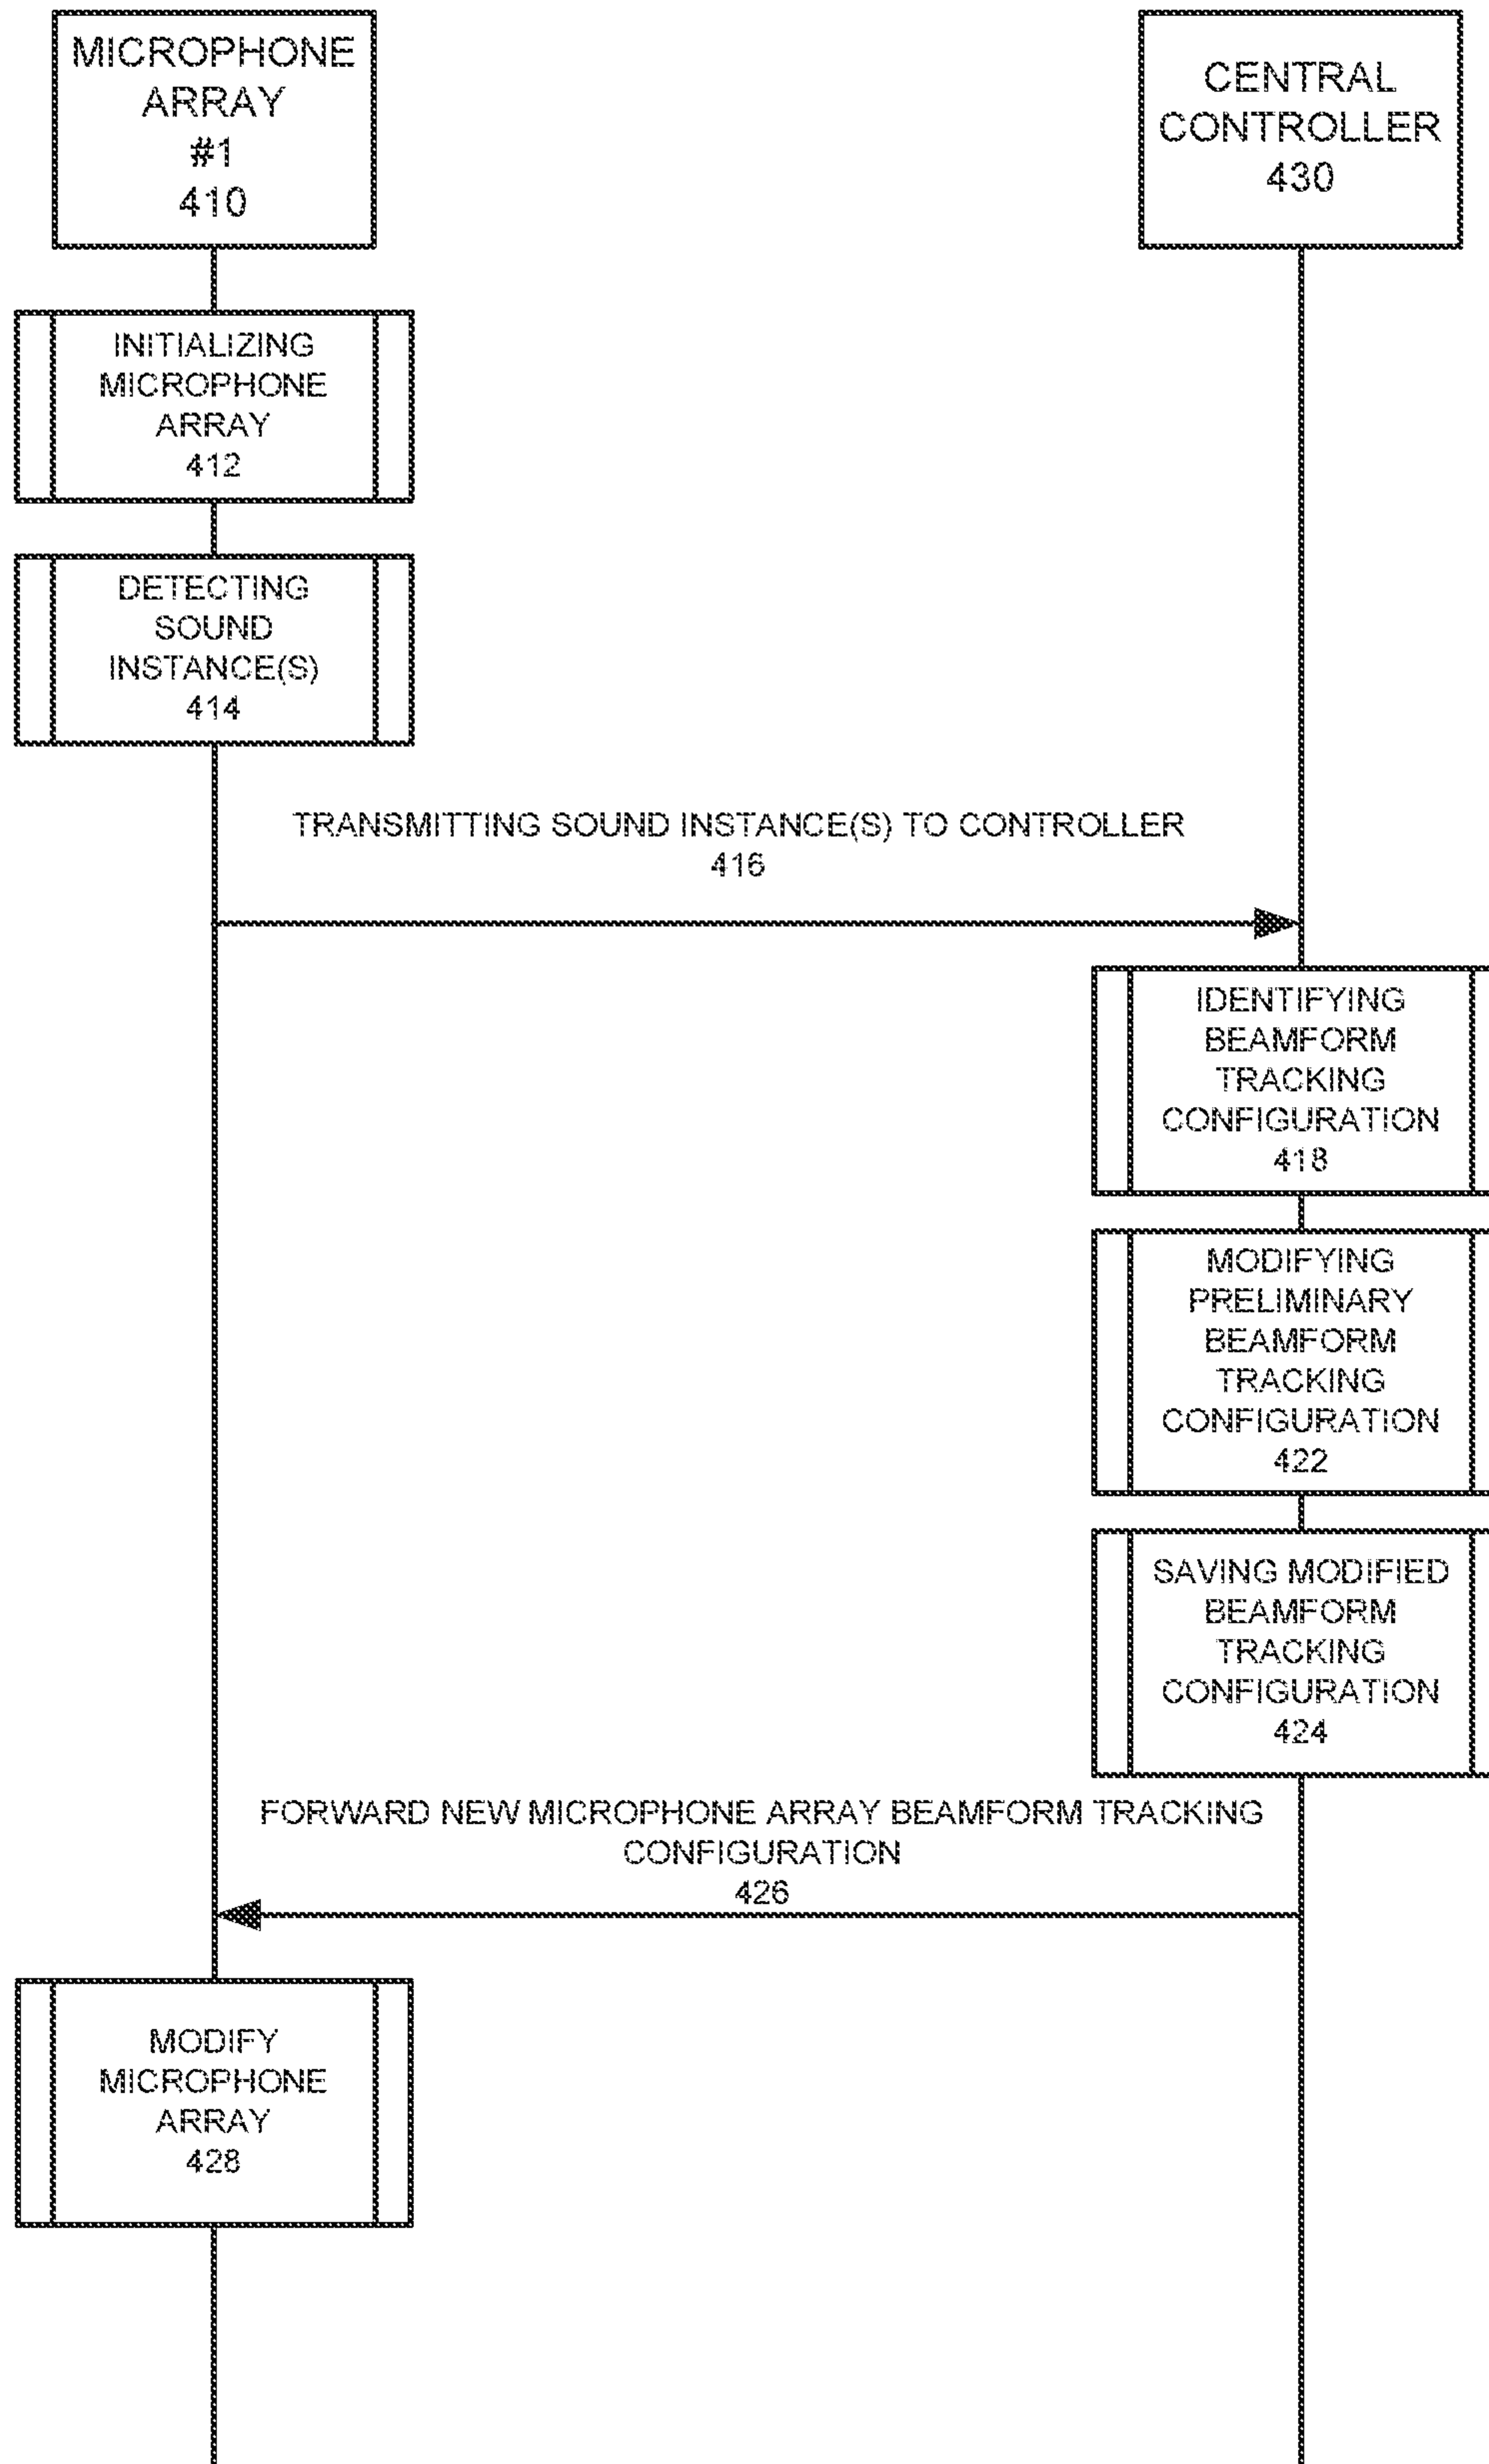 MICROPHONE
ARRAY
#1
410
CENTRAL
CONTROLLER
430
INITIALIZING
MICROPHONE
ARRAY
412
DETECTING
SOUND
INSTANCE(S)
414
TRANSMITTING SOUND INSTANCE(S) TO CONTROLLER
416
IDENTIFYING
BEAMFORM
TRACKING
CONFIGURATION
418
MODIFYING
PRELIMINARY
BEAMFORM
TRACKING
CONFIGURATION
422
SAVING MODIFIED
BEAMFORM
TRACKING
CONFIGURATION
424
FORWARD NEW MICROPHONE ARRAY BEAMFORM TRACKING
CONFIGURATION
426
MODIFY
MICROPHONE
ARRAY
428